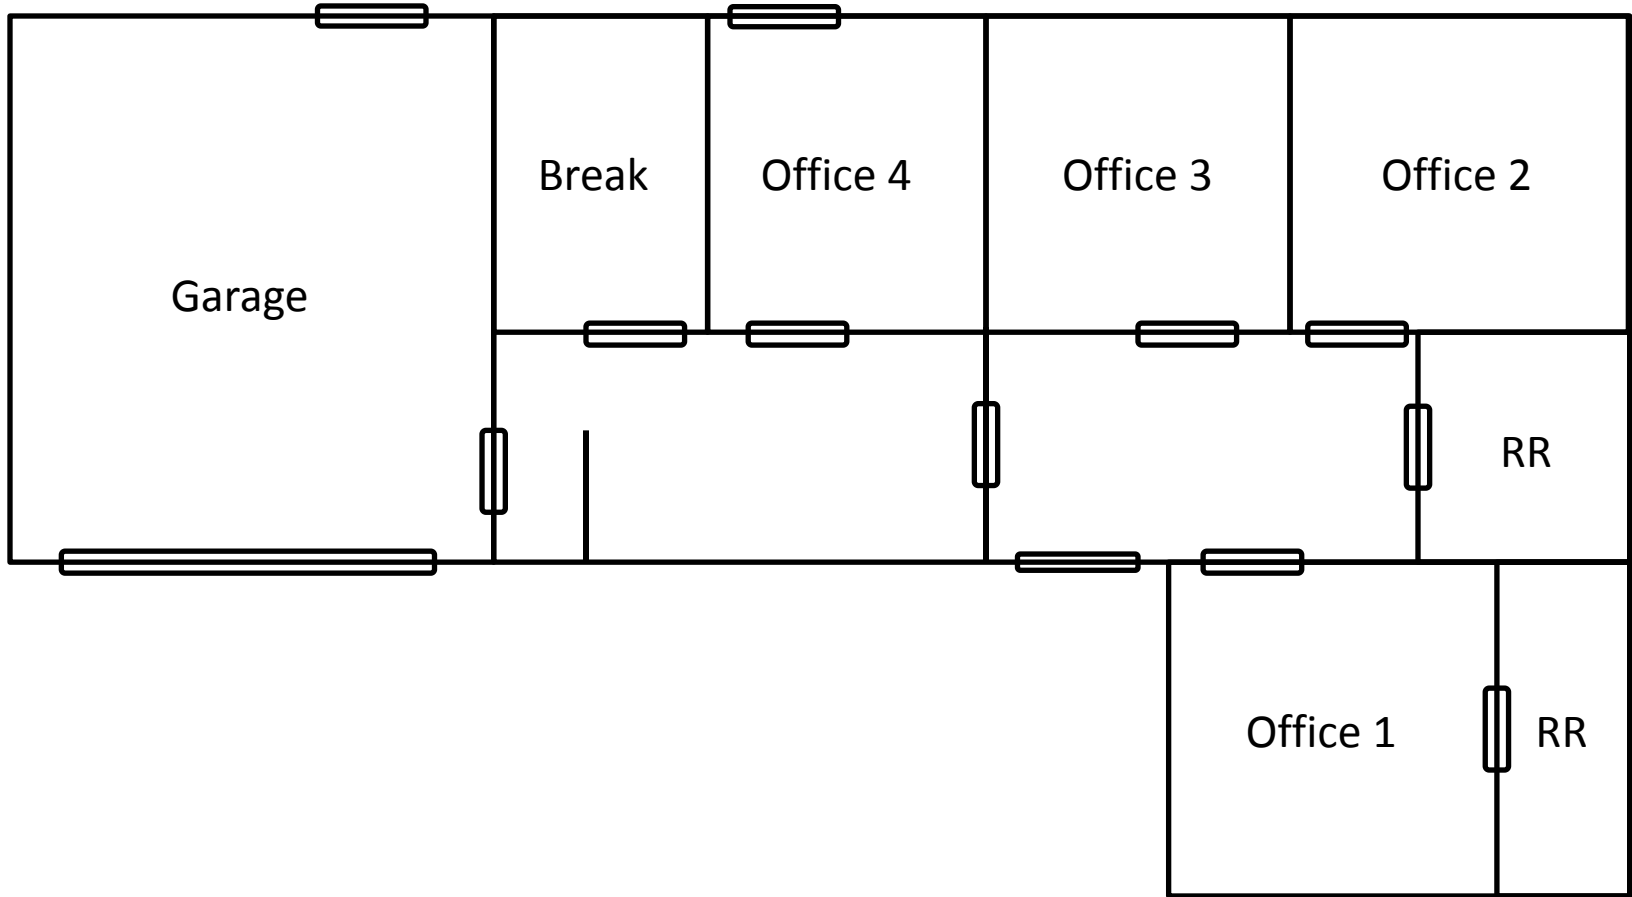 Break
Office 4
Office 3
Office 2
Garage
RR
Office 1
RR